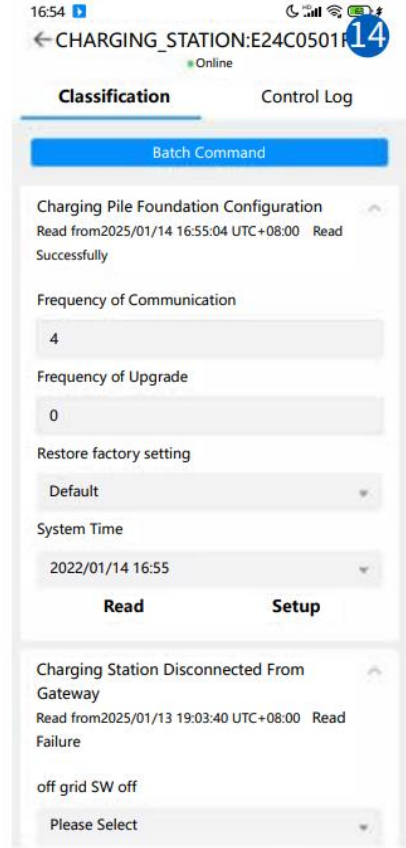 16:54
←CHARGING_STATION:E24C0501
14
Online
Classification
Control Log
Batch Command
Charging Pile Foundation Configuration
Read from2025/01/14 16:55:04 UTC+08:00 Read
Successfully
Frequency of Communication
4
Frequency of Upgrade
0
Restore factory setting
Default
System Time
2022/01/14 16:55
Read Setup
Charging Station Disconnected From
Gateway
Read from2025/01/13 19:03:40 UTC+08:00 Read
Failure
off grid SW off
Please Select